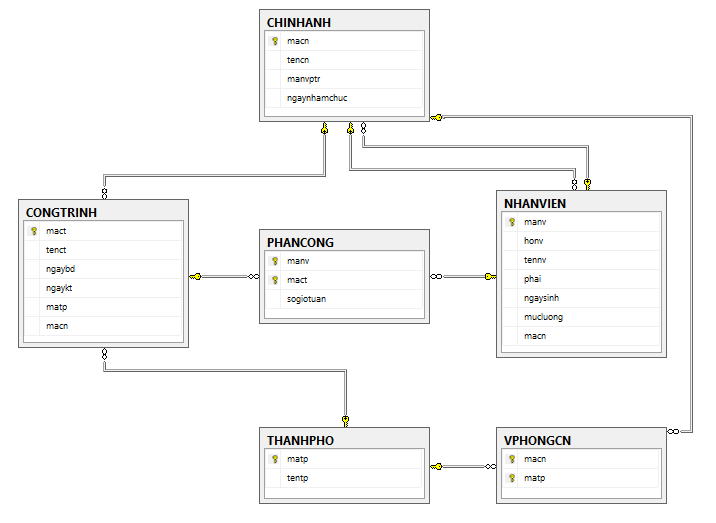 CHINHANH
macn
tencn
manvptr
ngaynhamchuc
CONGTRINH
mact
tenct
ngaybd
ngaykt
matp
macn
PHANCONG
manv
mact
sogiotuan
NHANVIEN
manv
honv
tennv
phai
ngaysinh
mucluong
macn
THANHPHO
matp
tentp
VPHONGCN
macn
matp